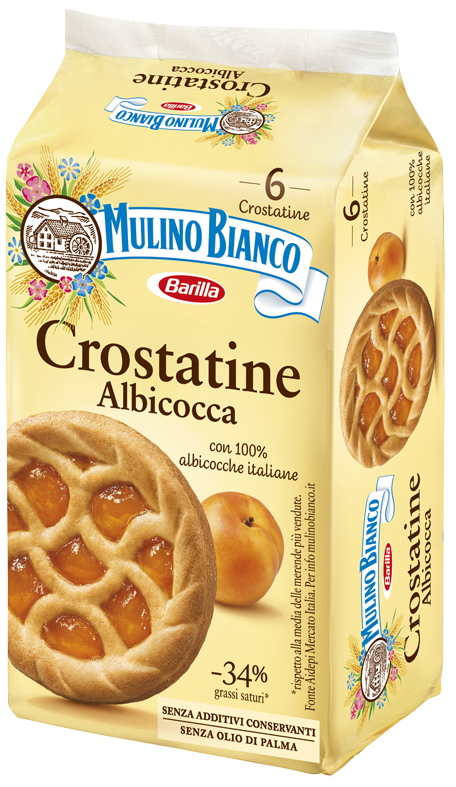 Crostatine
Albicocca
Barilla
MULINO BIANCO
6
Crostatine
MULINO BIANCO
Barilla
Crostatine
Albicocca
con 100%
albicocche italiane
-34%
grassi saturi*
*rispetto alla media delle merende più vendute.
Fonte Aidepi Mercato Italia. Per info mulinobianco.it
SENZA ADDITIVI CONSERVANTI
SENZA OLIO DI PALMA
6
Crostatine
con 100%
albicocche
italiane
MULINO BIANCO
Barilla
Crostatine
Albicocca